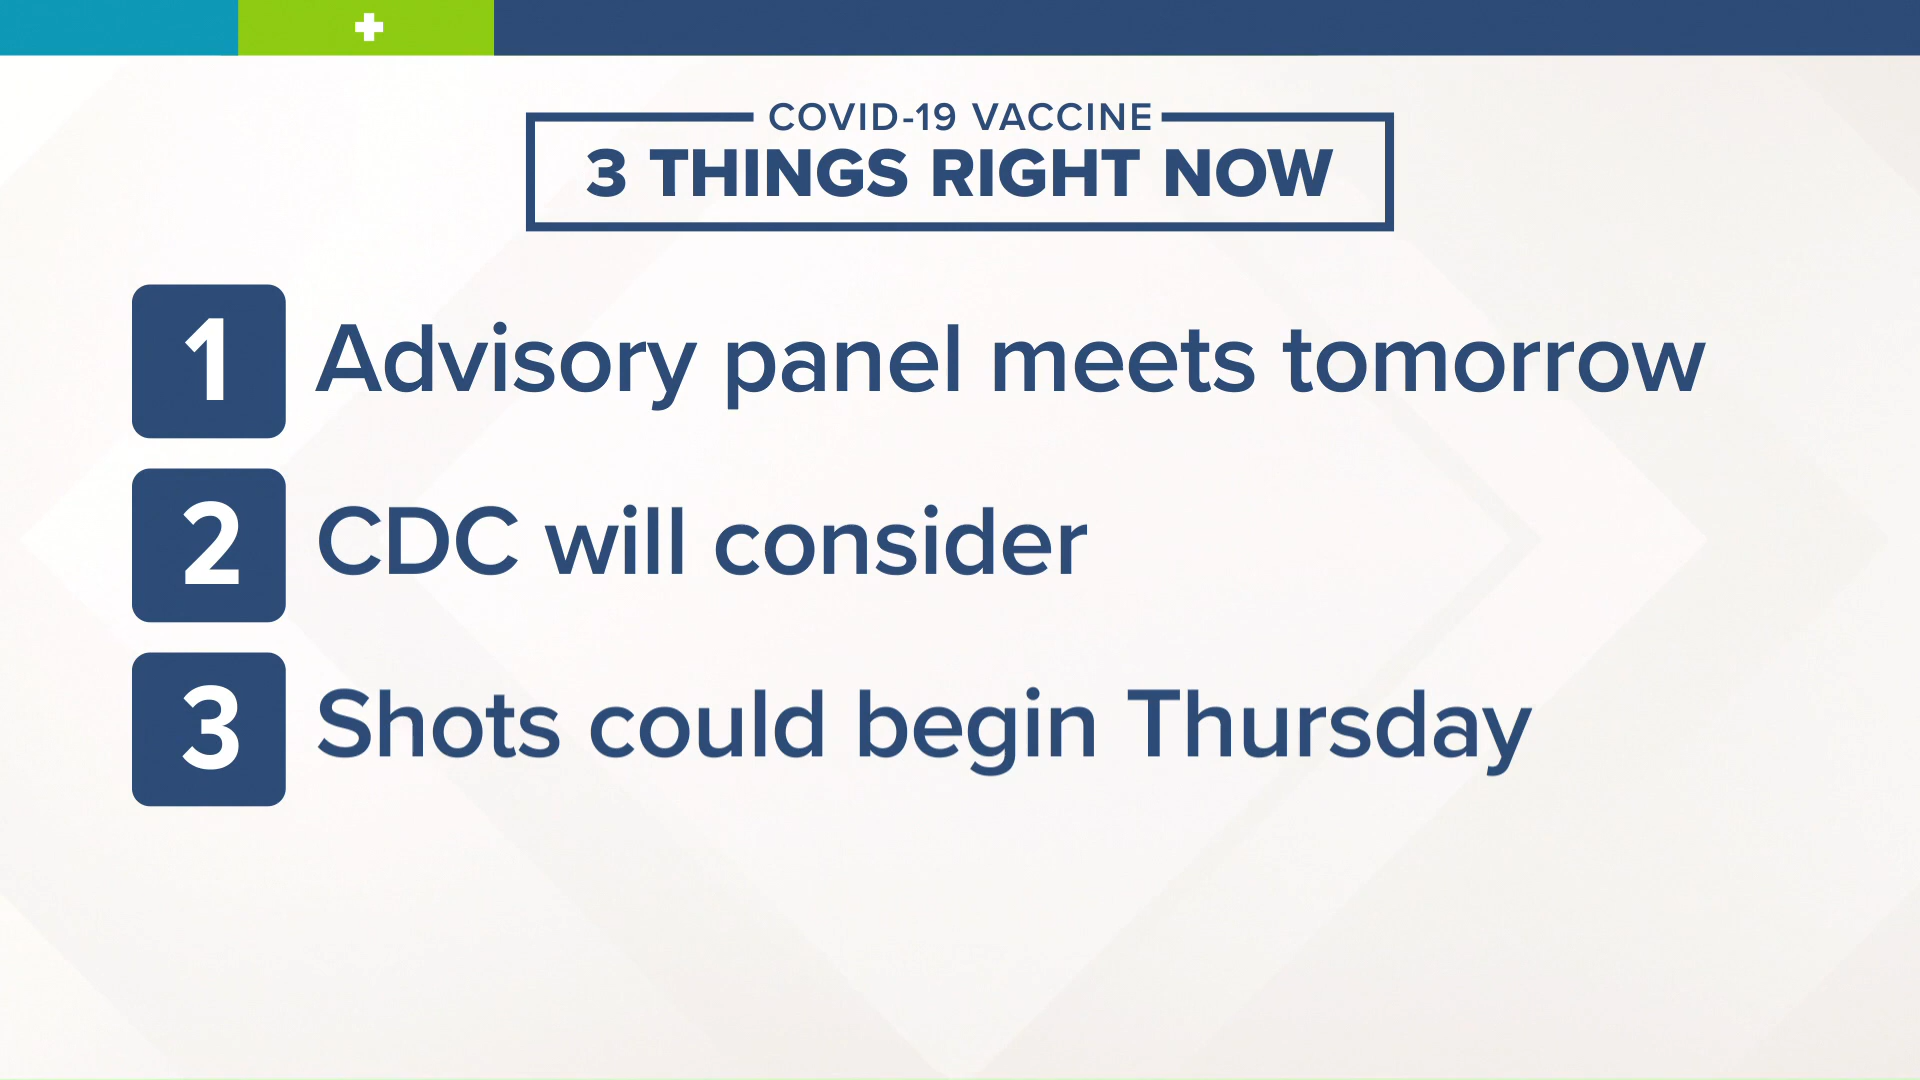 COVID-19 VACCINE
3 THINGS RIGHT NOW
1 Advisory panel meets tomorrow
2 CDC will consider
3 Shots could begin Thursday